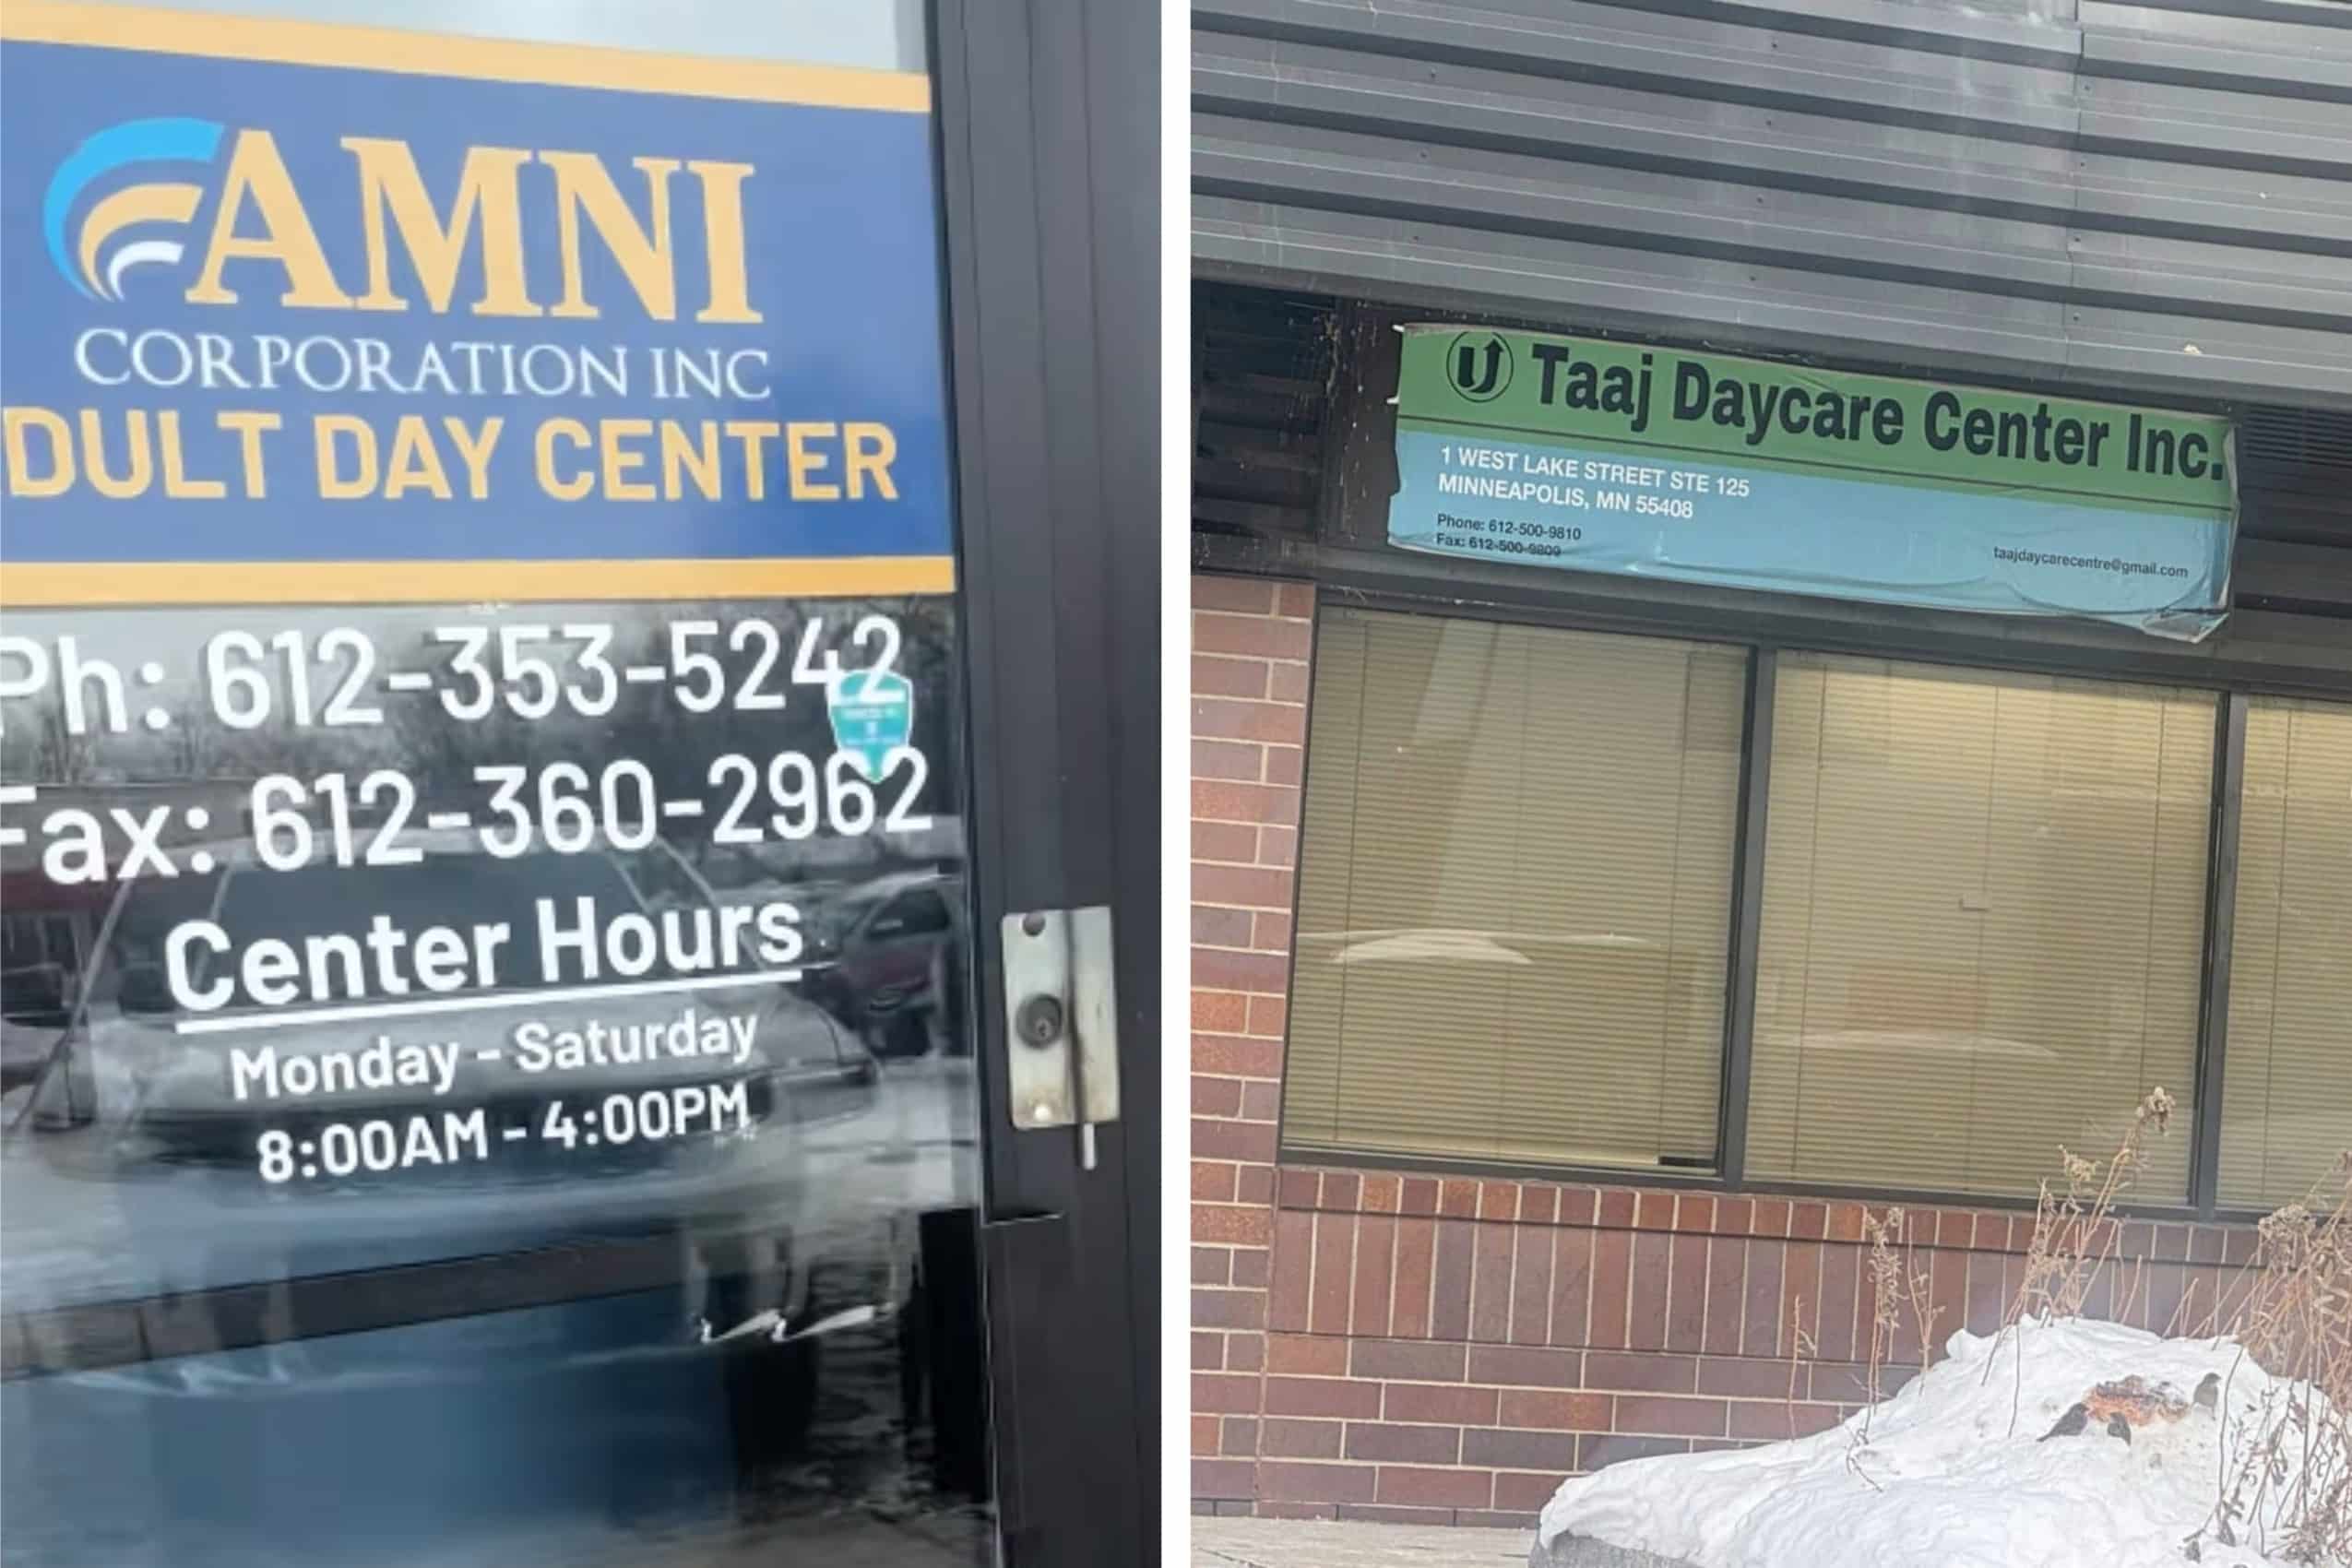 AMNI
CORPORATION INC
DULT DAY CENTER
Ph: 612-353-5242
Fax: 612-360-2962
Center Hours
Monday - Saturday
8:00AM - 4:00PM
Taaj Daycare Center Inc.
1 WEST LAKE STREET STE 125
MINNEAPOLIS, MN 55408
Phone: 612-500-9810
Fax: 612-500-9809
taajdaycarecentre@gmail.com